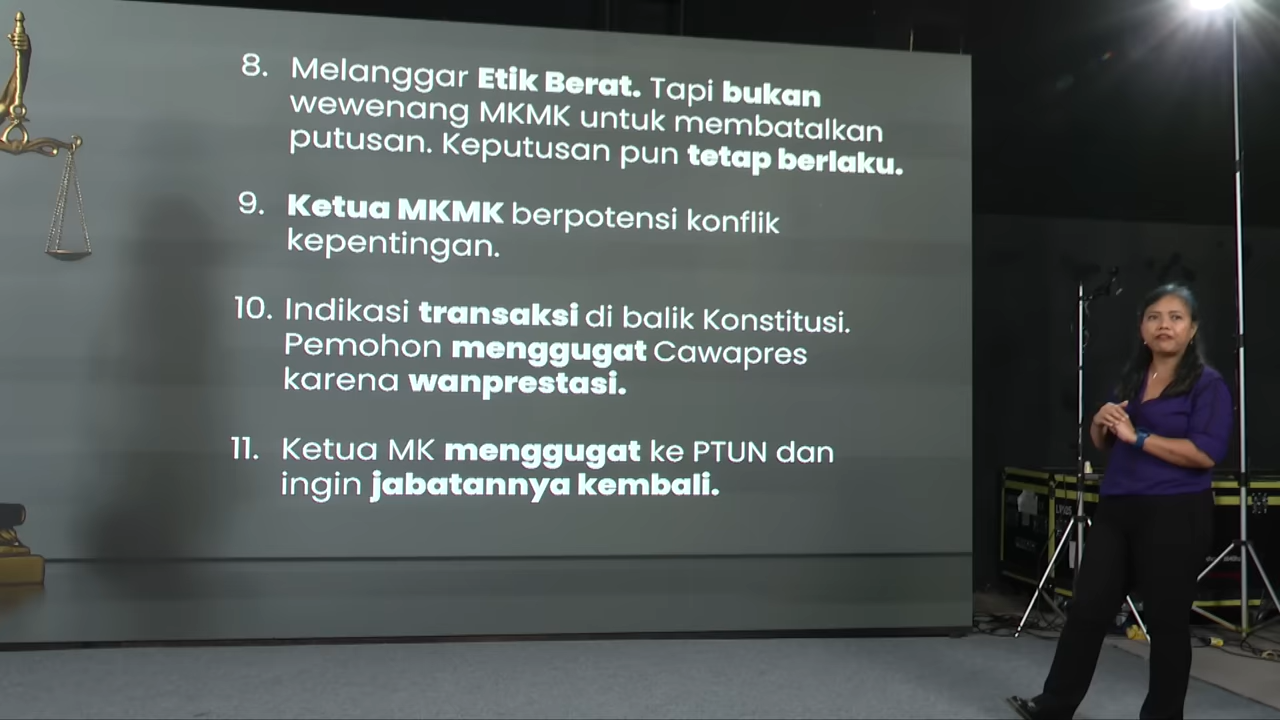 8. Melanggar Etik Berat. Tapi bukan
wewenang MKMK untuk membatalkan
putusan. Keputusan pun tetap berlaku.
9. Ketua MKMK berpotensi konflik
kepentingan.
10. Indikasi transaksi di balik Konstitusi.
Pemohon menggugat Cawapres
karena wanprestasi.
11. Ketua MK menggugat ke PTUN dan
ingin jabatannya kembali.